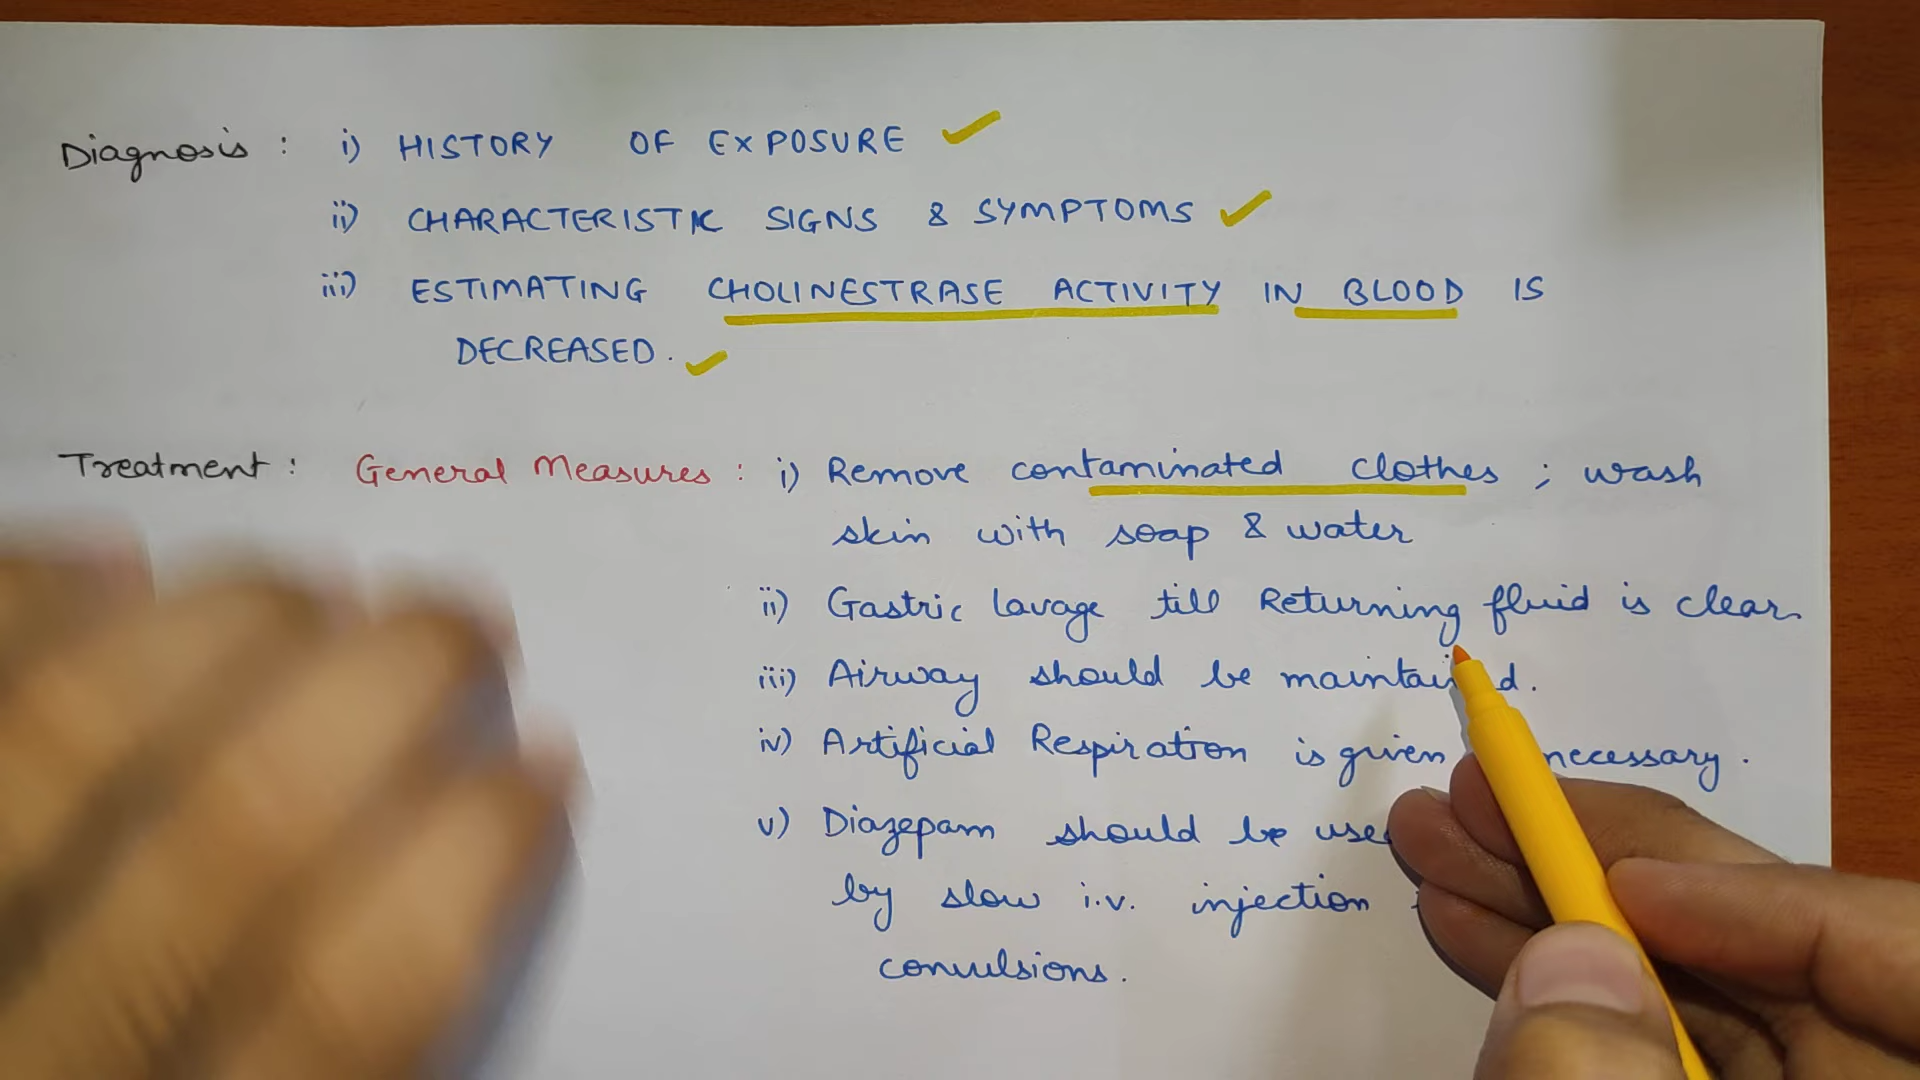 Diagnosis : i) HISTORY OF EXPOSURE
ii) CHARACTERISTIC SIGNS & SYMPTOMS
iii) ESTIMATING CHOLINESTRASE ACTIVITY IN BLOOD IS
DECREASED.
Treatment : General Measures : i) Remove contaminated clothes ; wash
skin with soap & water
ii) Gastric lavage till Returning fluid is clear
iii) Airway should be
iv) Artificial Respiration is given necessary.
v) Diazepam should be
by slow i.v. injection
convulsions.